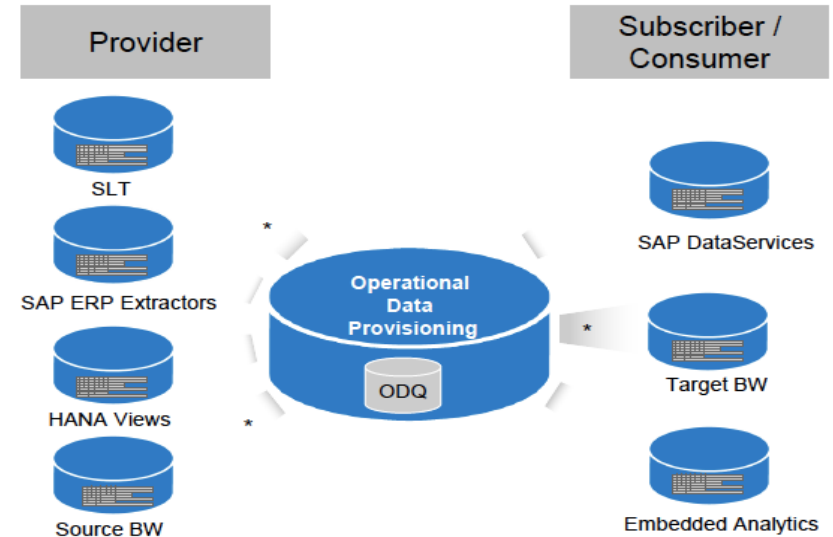 Provider
Subscriber /
Consumer
SLT
SAP ERP Extractors
HANA Views
Source BW
*
*
Operational
Data
Provisioning
ODQ
*
SAP DataServices
Target BW
Embedded Analytics